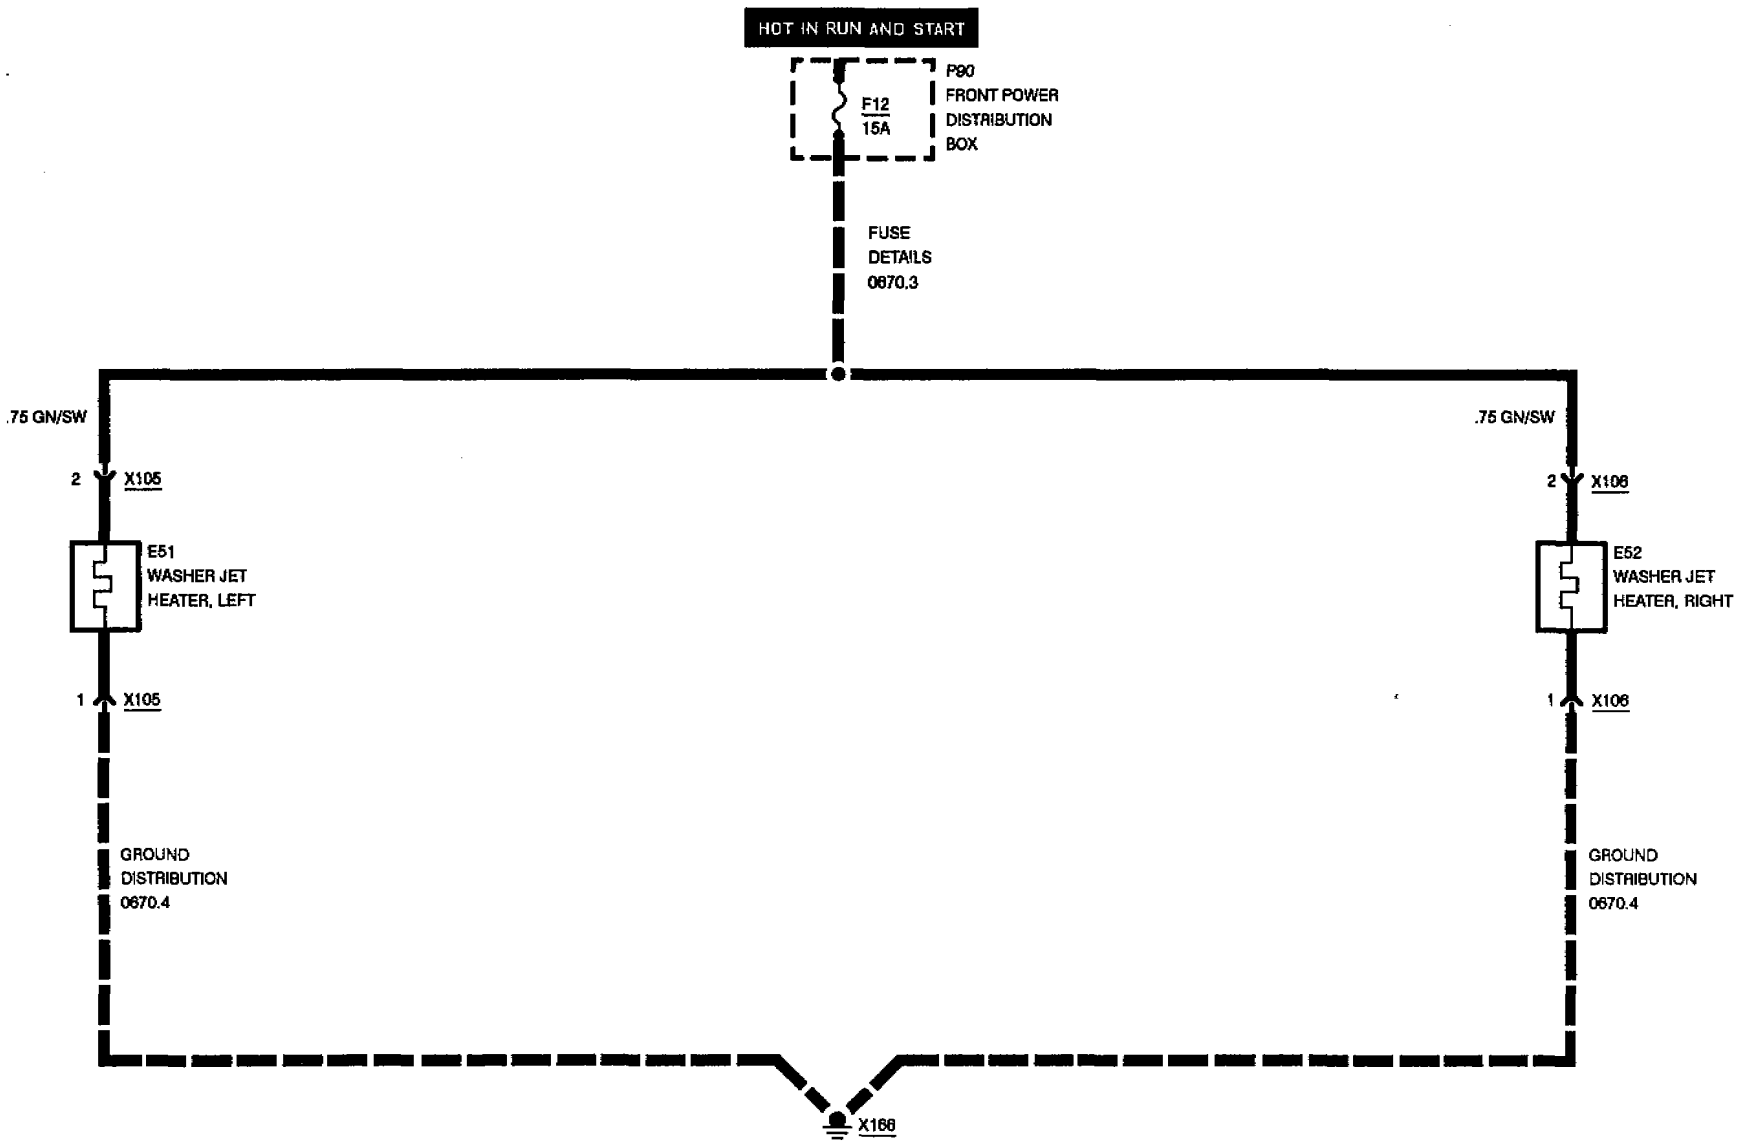 HOT IN RUN AND START
P90
FRONT POWER
DISTRIBUTION
BOX
F12
15A
FUSE
DETAILS
0670.3
.75 GN/SW
.75 GN/SW
2 X105
2 X106
E51
WASHER JET
HEATER, LEFT
E52
WASHER JET
HEATER, RIGHT
1 X105
1 X106
GROUND
DISTRIBUTION
0670.4
GROUND
DISTRIBUTION
0670.4
X166